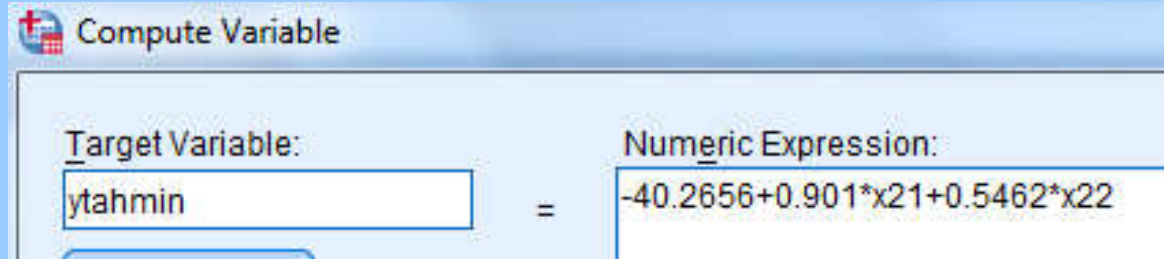 Compute Variable
Target Variable:
Numeric Expression:
ytahmin
=
-40.2656+0.901*x21+0.5462*x22